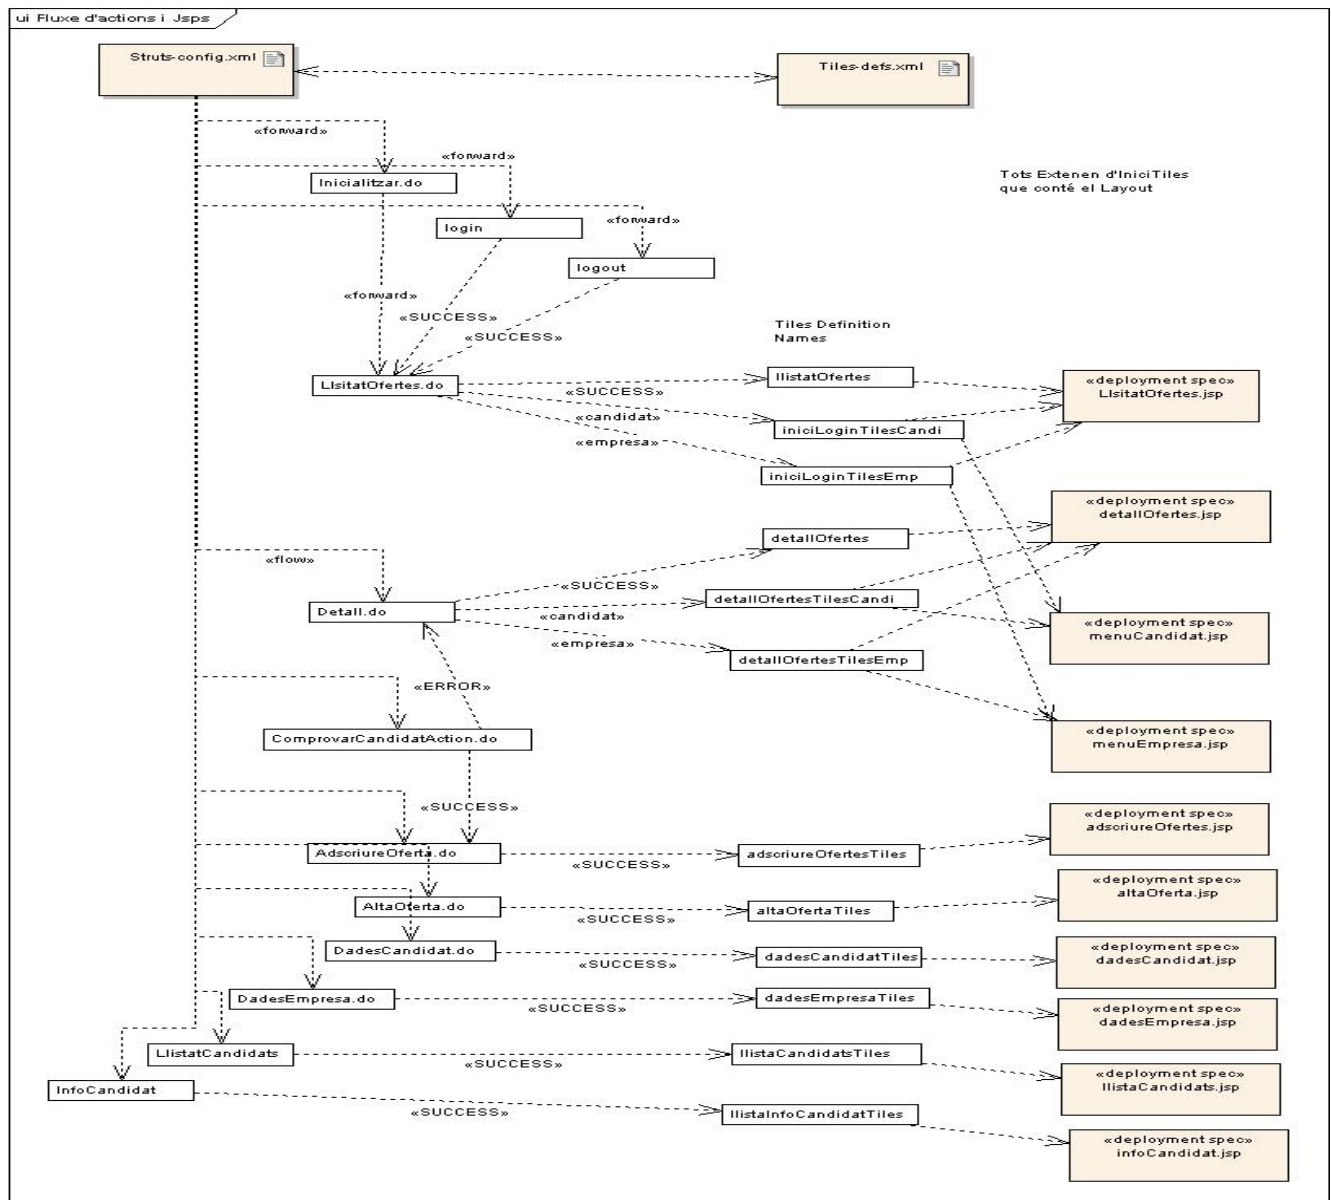 ui Fluxe d'actions i Jsps
Struts-config.xml
Tiles-defs.xml
«forward»
«forward»
Tots Extenen d'IniciTiles
que conté el Layout
Inicialitzar.do
«forward»
login
logout
«forward»
«SUCCESS»
«SUCCESS»
Tiles Definition
Names
LlsitatOfertes.do
llistatOfertes
«SUCCESS»
«deployment spec»
LlsitatOfertes.jsp
«candidat»
iniciLoginTilesCandi
«empresa»
iniciLoginTilesEmp
«deployment spec»
detallOfertes.jsp
detallOfertes
«flow»
«SUCCESS»
detallOfertesTilesCandi
Detall.do
«candidat»
«deployment spec»
menuCandidat.jsp
«empresa»
detallOfertesTilesEmp
«ERROR»
ComprovarCandidatAction.do
«deployment spec»
menuEmpresa.jsp
«SUCCESS»
«deployment spec»
adscriureOfertes.jsp
AdscriureOferta.do
«SUCCESS»
adscriureOfertesTiles
«deployment spec»
altaOferta.jsp
AltaOferta.do
«SUCCESS»
altaOfertaTiles
DadesCandidat.do
«SUCCESS»
dadesCandidatTiles
«deployment spec»
dadesCandidat.jsp
DadesEmpresa.do
«SUCCESS»
dadesEmpresaTiles
«deployment spec»
dadesEmpresa.jsp
LlistatCandidats
«SUCCESS»
llistaCandidatsTiles
«deployment spec»
llistaCandidats.jsp
InfoCandidat
«SUCCESS»
llistaInfoCandidatTiles
«deployment spec»
infoCandidat.jsp